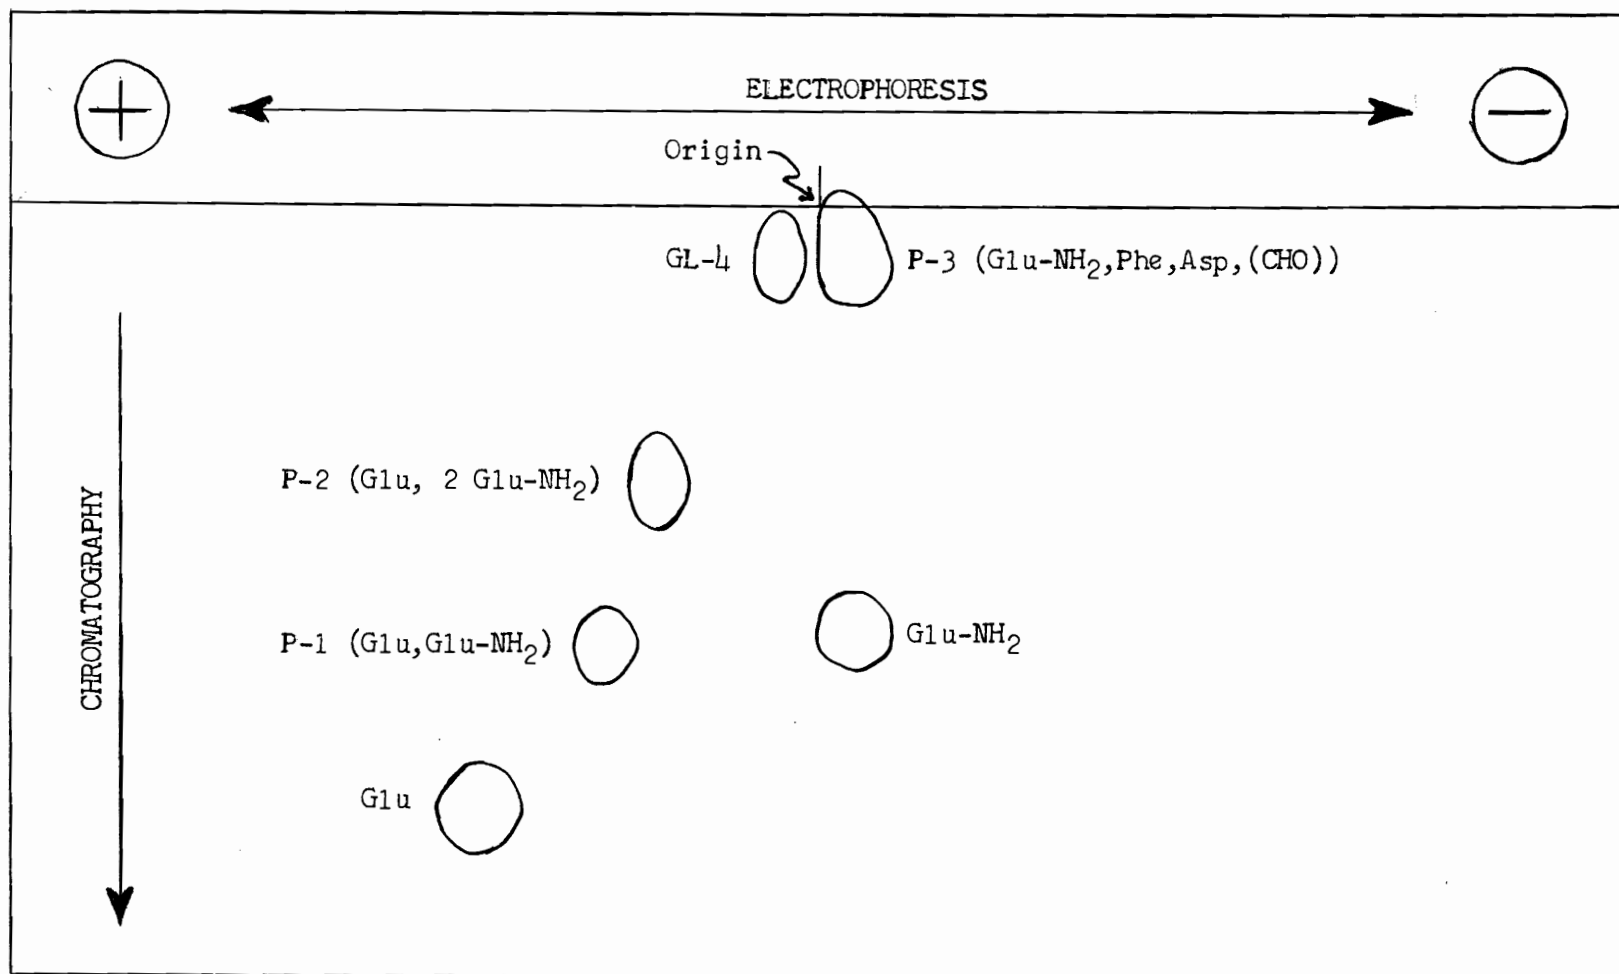 +
ELECTROPHORESIS
−
Origin
GL-4
P-3 (Glu-NH₂,Phe,Asp,(CHO))
P-2 (Glu, 2 Glu-NH₂)
P-1 (Glu,Glu-NH₂)
Glu-NH₂
Glu
CHROMATOGRAPHY